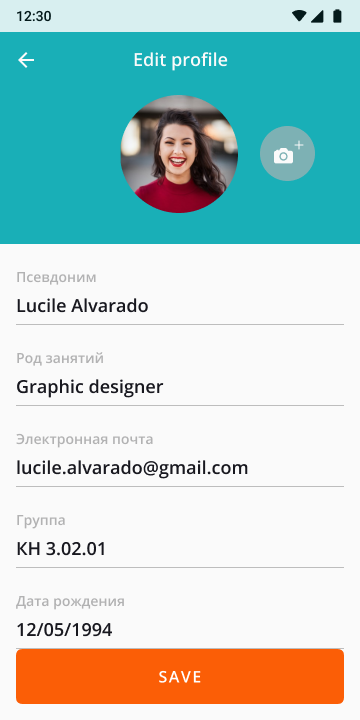 12:30
Edit profile
Псевдоним
Lucile Alvarado
Род занятий
Graphic designer
Электронная почта
lucile.alvarado@gmail.com
Группа
КН 3.02.01
Дата рождения
12/05/1994
SAVE